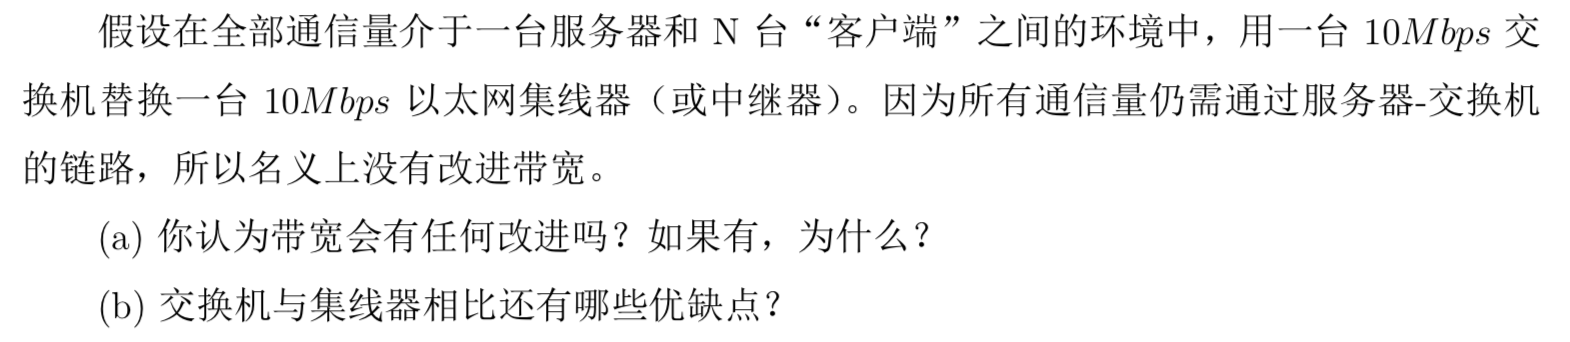 假设在全部通信量介于一台服务器和 N 台“客户端”之间的环境中，用一台 10Mbps 交
换机替换一台 10Mbps 以太网集线器（或中继器）。因为所有通信量仍需通过服务器-交换机
的链路，所以名义上没有改进带宽。
(a) 你认为带宽会有任何改进吗？如果有，为什么？
(b) 交换机与集线器相比还有哪些优缺点？